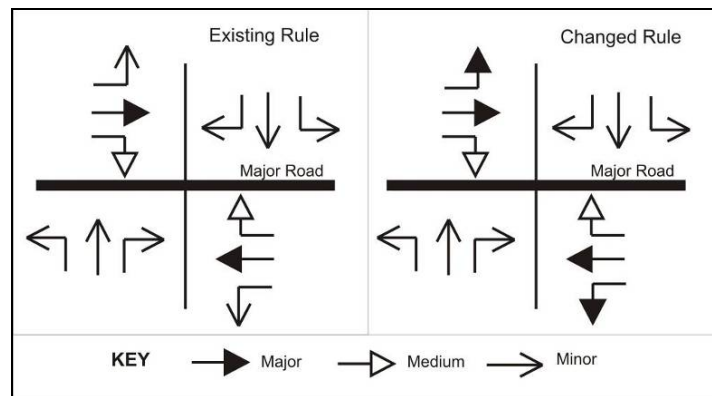 Existing Rule
Major Road
Changed Rule
Major Road
KEY Major Medium Minor